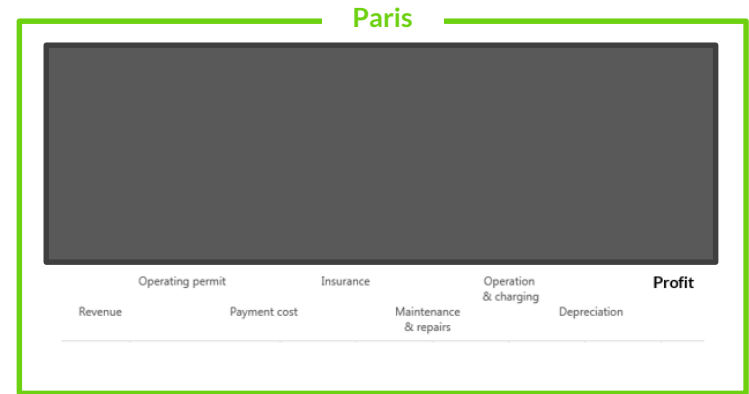 Paris
Operating permit
Insurance
Operation
& charging
Profit
Revenue
Payment cost
Maintenance
& repairs
Depreciation